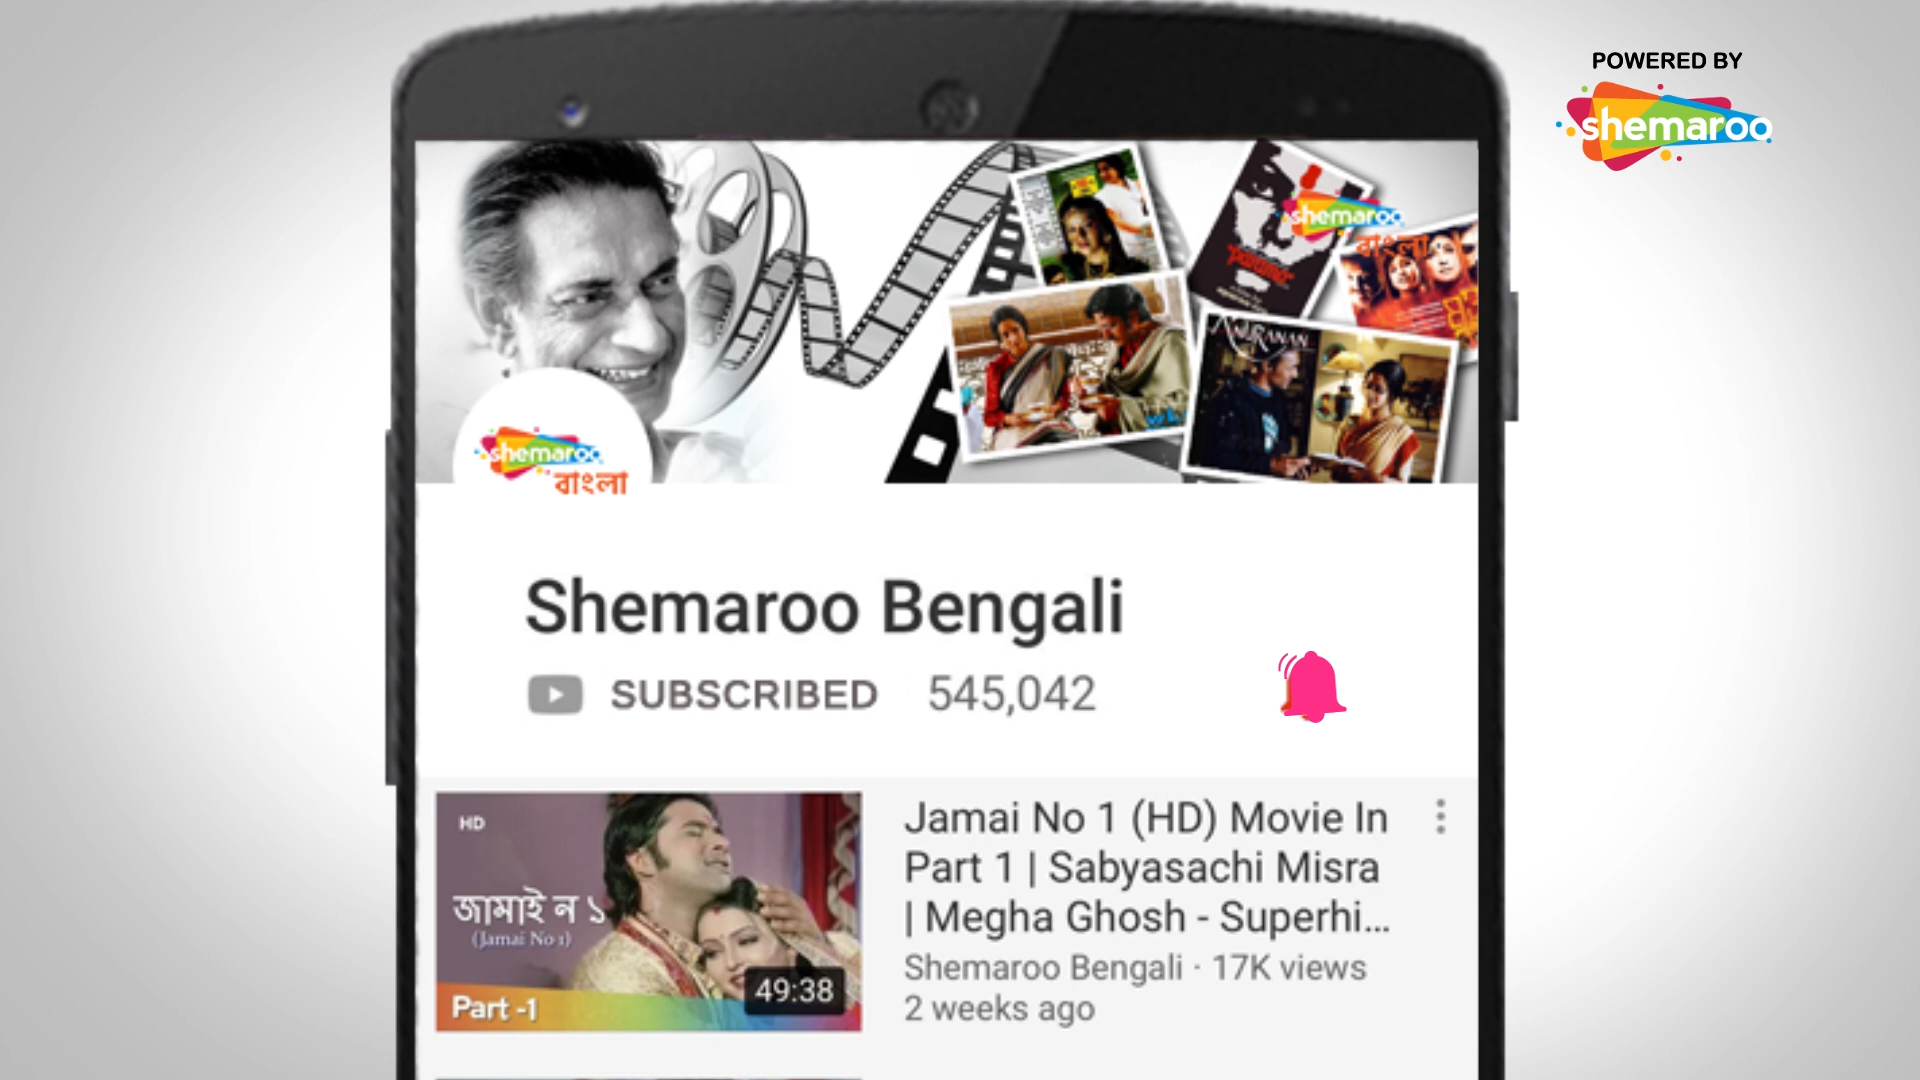 POWERED BY
shemaroo
shemaroo
বাংলা
paroma
ANURANAN
shemaroo
বাংলা
Shemaroo Bengali
SUBSCRIBED 545,042
HD
জামাই ন ১
(Jamai No 1)
Part -1
49:38
Jamai No 1 (HD) Movie In
Part 1 | Sabyasachi Misra
| Megha Ghosh - Superhi...
Shemaroo Bengali · 17K views
2 weeks ago